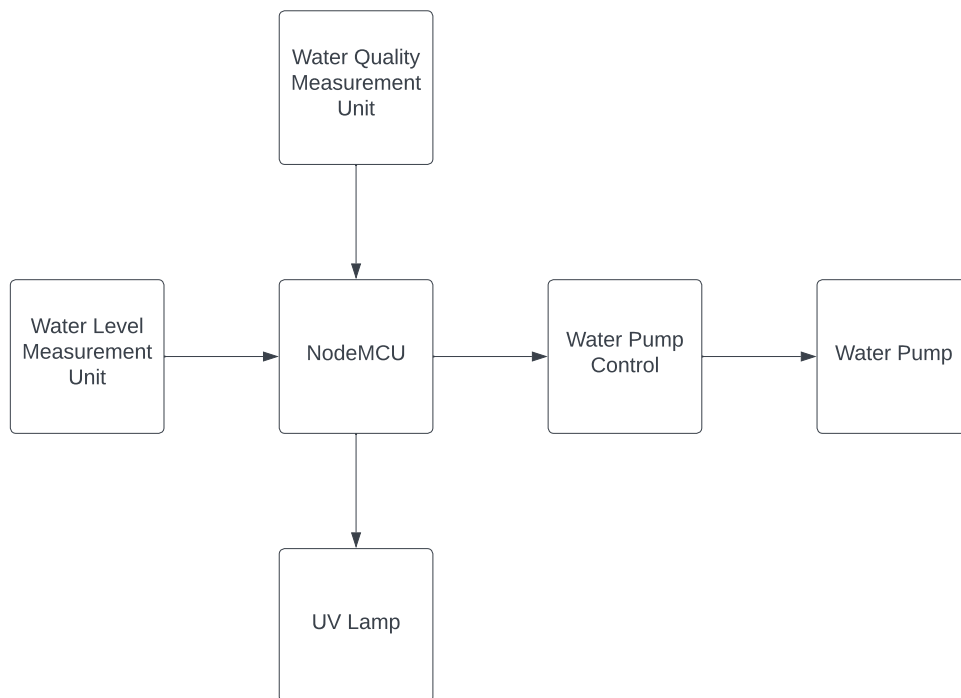 Water Quality
Measurement
Unit
Water Level
Measurement
Unit
NodeMCU
Water Pump
Control
Water Pump
UV Lamp